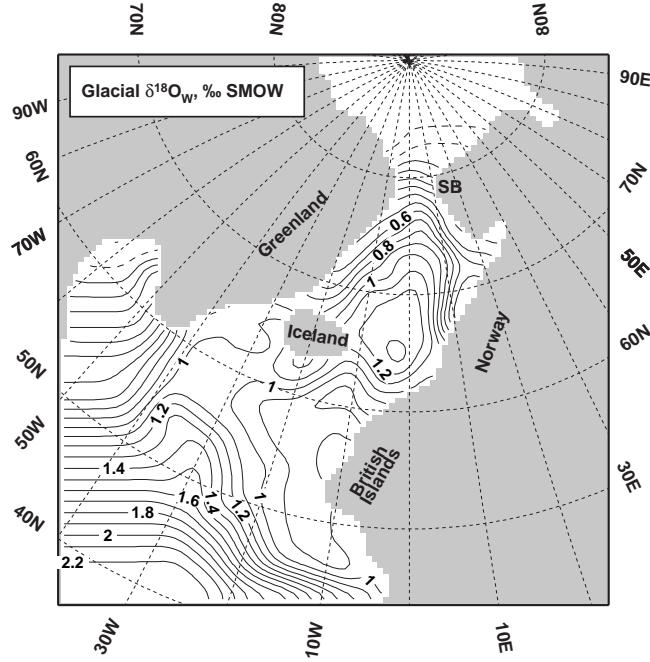 70N
80N
80N
90E
Glacial δ¹⁸O_W, ‰ SMOW
90W
60N
SB
70N
Greenland
0.6
0.8
70W
1
50E
Iceland
Norway
60N
1
50N
1.2
1
1.2
50W
British
Islands
1.4
30E
1.6
1.4
1.2
1
1.8
40N
2
2.2
1
30W
10W
10E